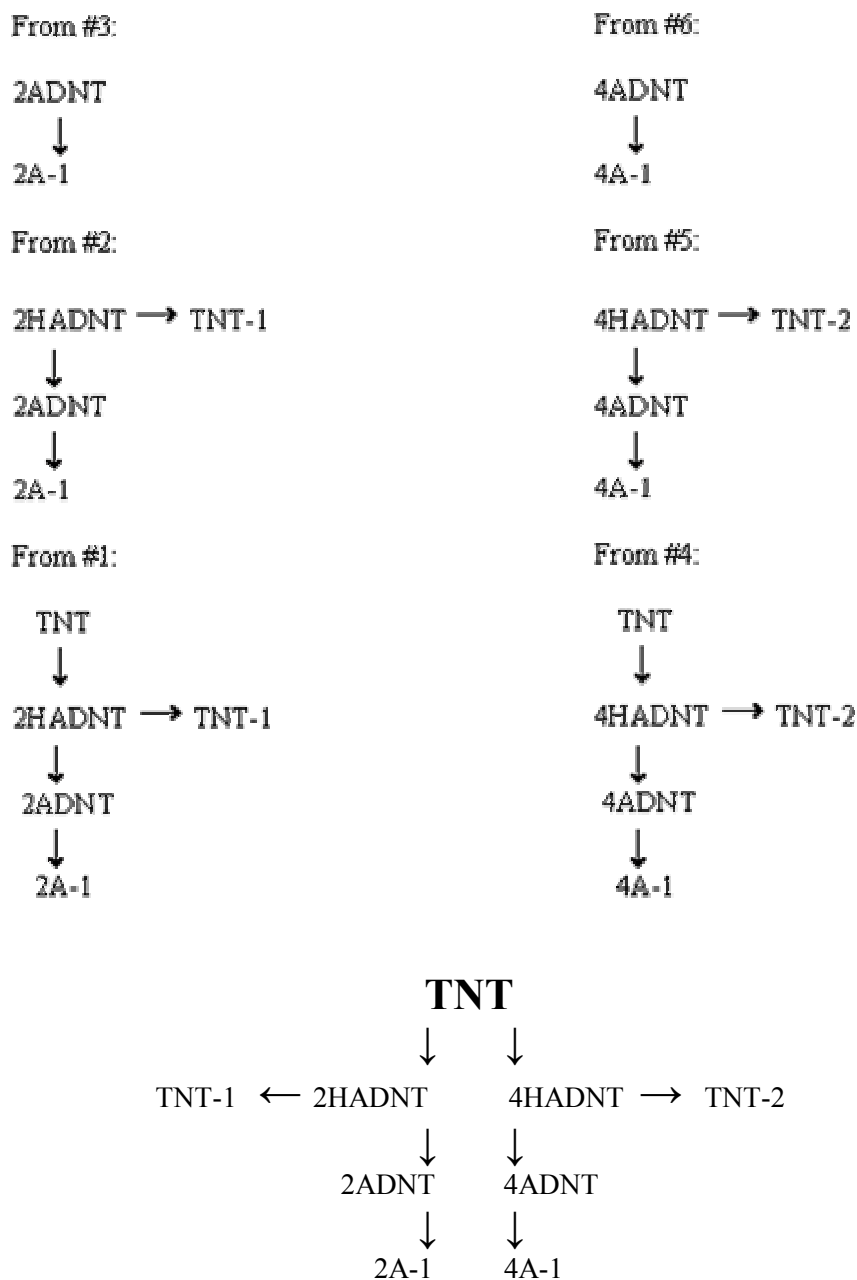 From #3: From #6:
2ADNT 4ADNT
↓ ↓
2A-1 4A-1
From #2: From #5:
2HADNT → TNT-1 4HADNT → TNT-2
↓ ↓
2ADNT 4ADNT
↓ ↓
2A-1 4A-1
From #1: From #4:
TNT TNT
↓ ↓
2HADNT → TNT-1 4HADNT → TNT-2
↓ ↓
2ADNT 4ADNT
↓ ↓
2A-1 4A-1
TNT
↓ ↓
TNT-1 ← 2HADNT 4HADNT → TNT-2
↓ ↓
2ADNT 4ADNT
↓ ↓
2A-1 4A-1